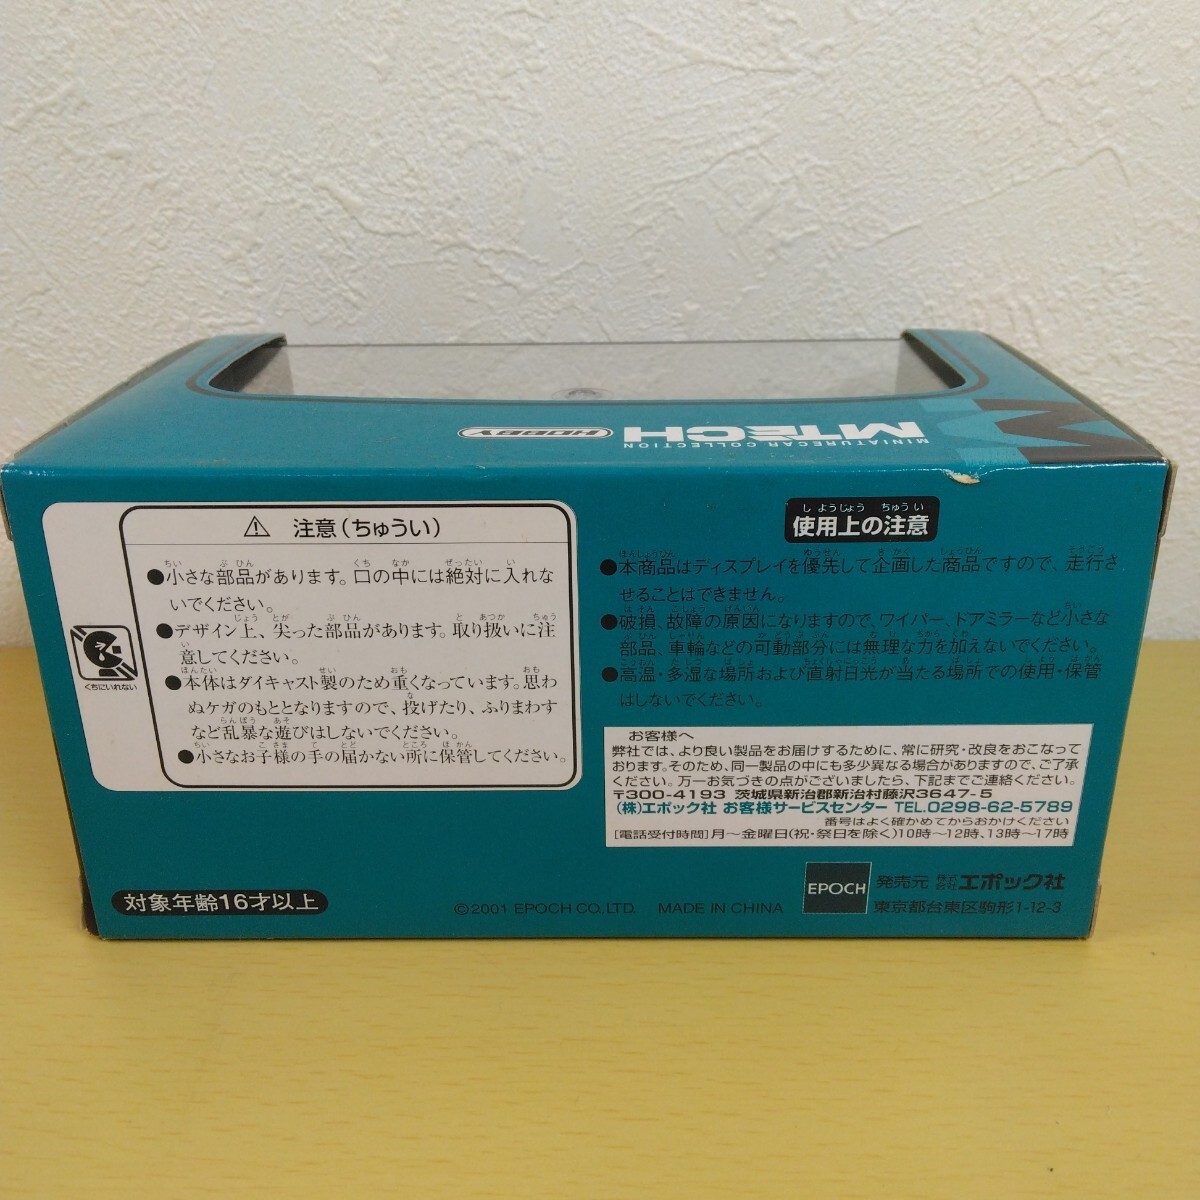 MINIATURECAR COLLECTION
MTECH
HOBBY
⚠ 注意(ちゅうい)
●小さな部品があります。口の中には絶対に入れな
いでください。
●デザイン上、尖った部品があります。取り扱いに注
意してください。
●本体はダイキャスト製のため重くなっています。思わ
ぬケガのもととなりますので、投げたり、ふりまわす
など乱暴な遊びはしないでください。
●小さなお子様の手の届かない所に保管してください。
くちにいれない
対象年齢16才以上
しようじょう ちゅうい
使用上の注意
●本商品はディスプレイを優先して企画した商品ですので、走行さ
せることはできません。
●破損、故障の原因になりますので、ワイパー、ドアミラーなど小さな
部品、車輪などの可動部分には無理な力を加えないでください。
●高温・多湿な場所および直射日光が当たる場所での使用・保管
はしないでください。
お客様へ
弊社では、より良い製品をお届けするために、常に研究・改良をおこなって
おります。そのため、同一製品の中にも多少異なる場合がありますので、ご了承
ください。万一お気づきの点がございましたら、下記までご連絡ください。
〒300-4193 茨城県新治郡新治村藤沢3647-5
(株)エポック社 お客様サービスセンター TEL.0298-62-5789
番号はよく確かめてからおかけください
[電話受付時間]月〜金曜日(祝・祭日を除く)10時〜12時、13時〜17時
©2001 EPOCH CO., LTD. MADE IN CHINA
EPOCH
発売元 株式会社エポック社
東京都台東区駒形1-12-3